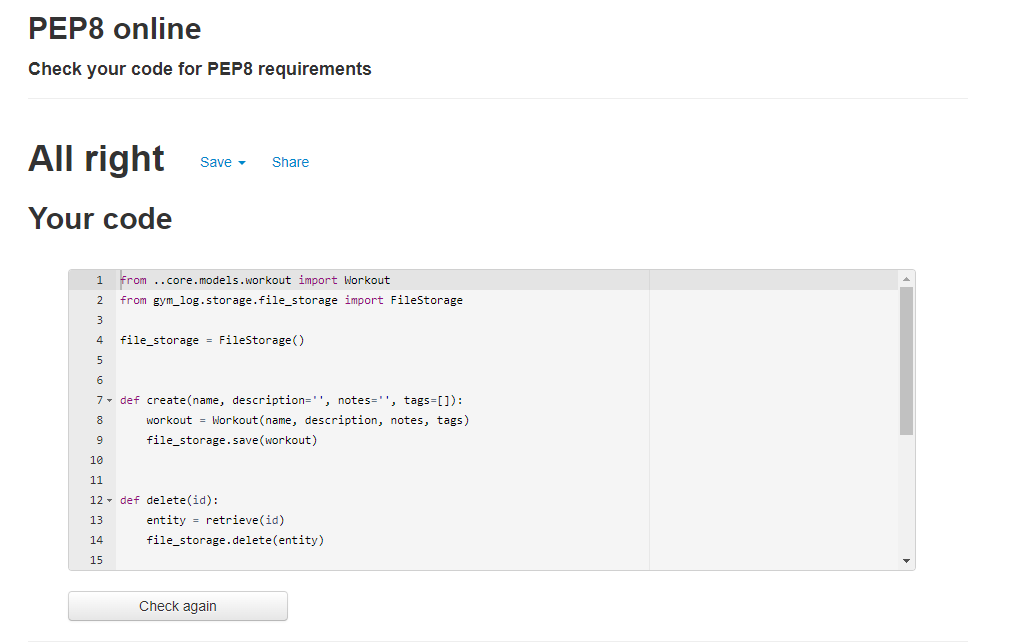 PEP8 online
Check your code for PEP8 requirements
All right Save Share
Your code
1 from ..core.models.workout import Workout
2 from gym_log.storage.file_storage import FileStorage
3
4 file_storage = FileStorage()
5
6
7 def create(name, description='', notes='', tags=[]):
8     workout = Workout(name, description, notes, tags)
9     file_storage.save(workout)
10
11
12 def delete(id):
13     entity = retrieve(id)
14     file_storage.delete(entity)
15
Check again